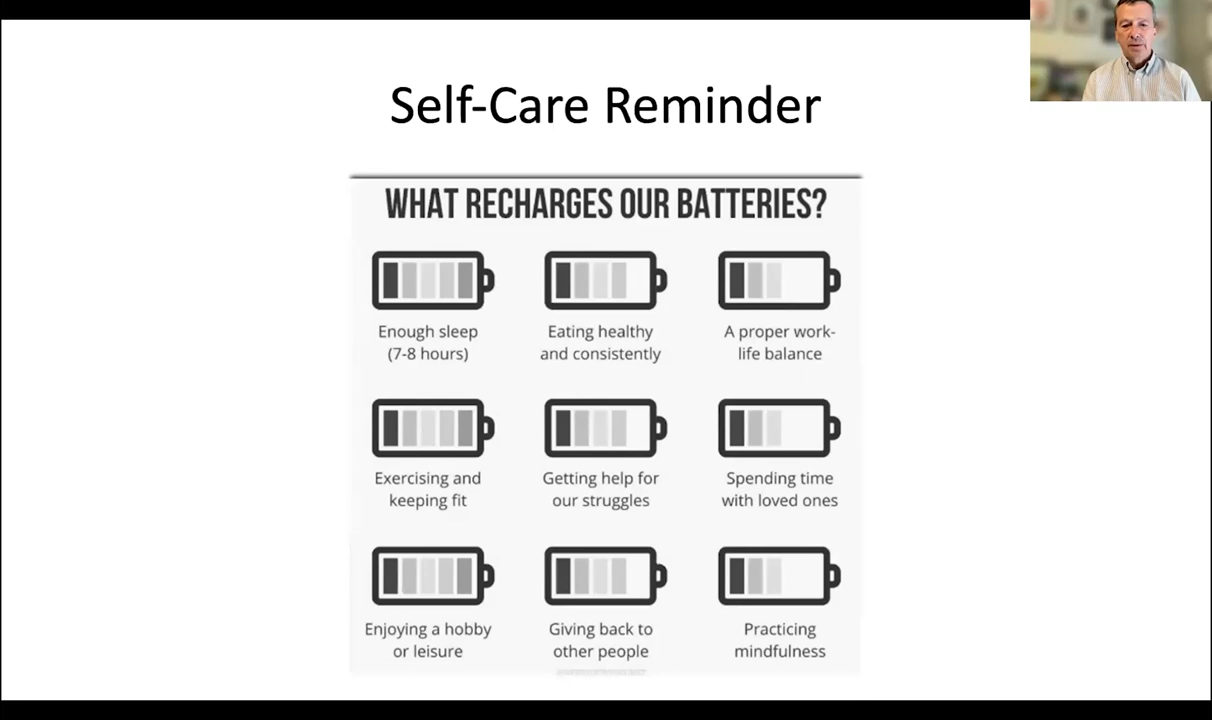 Self-Care Reminder
WHAT RECHARGES OUR BATTERIES?
Enough sleep
(7-8 hours)
Eating healthy
and consistently
A proper work-
life balance
Exercising and
keeping fit
Getting help for
our struggles
Spending time
with loved ones
Enjoying a hobby
or leisure
Giving back to
other people
Practicing
mindfulness